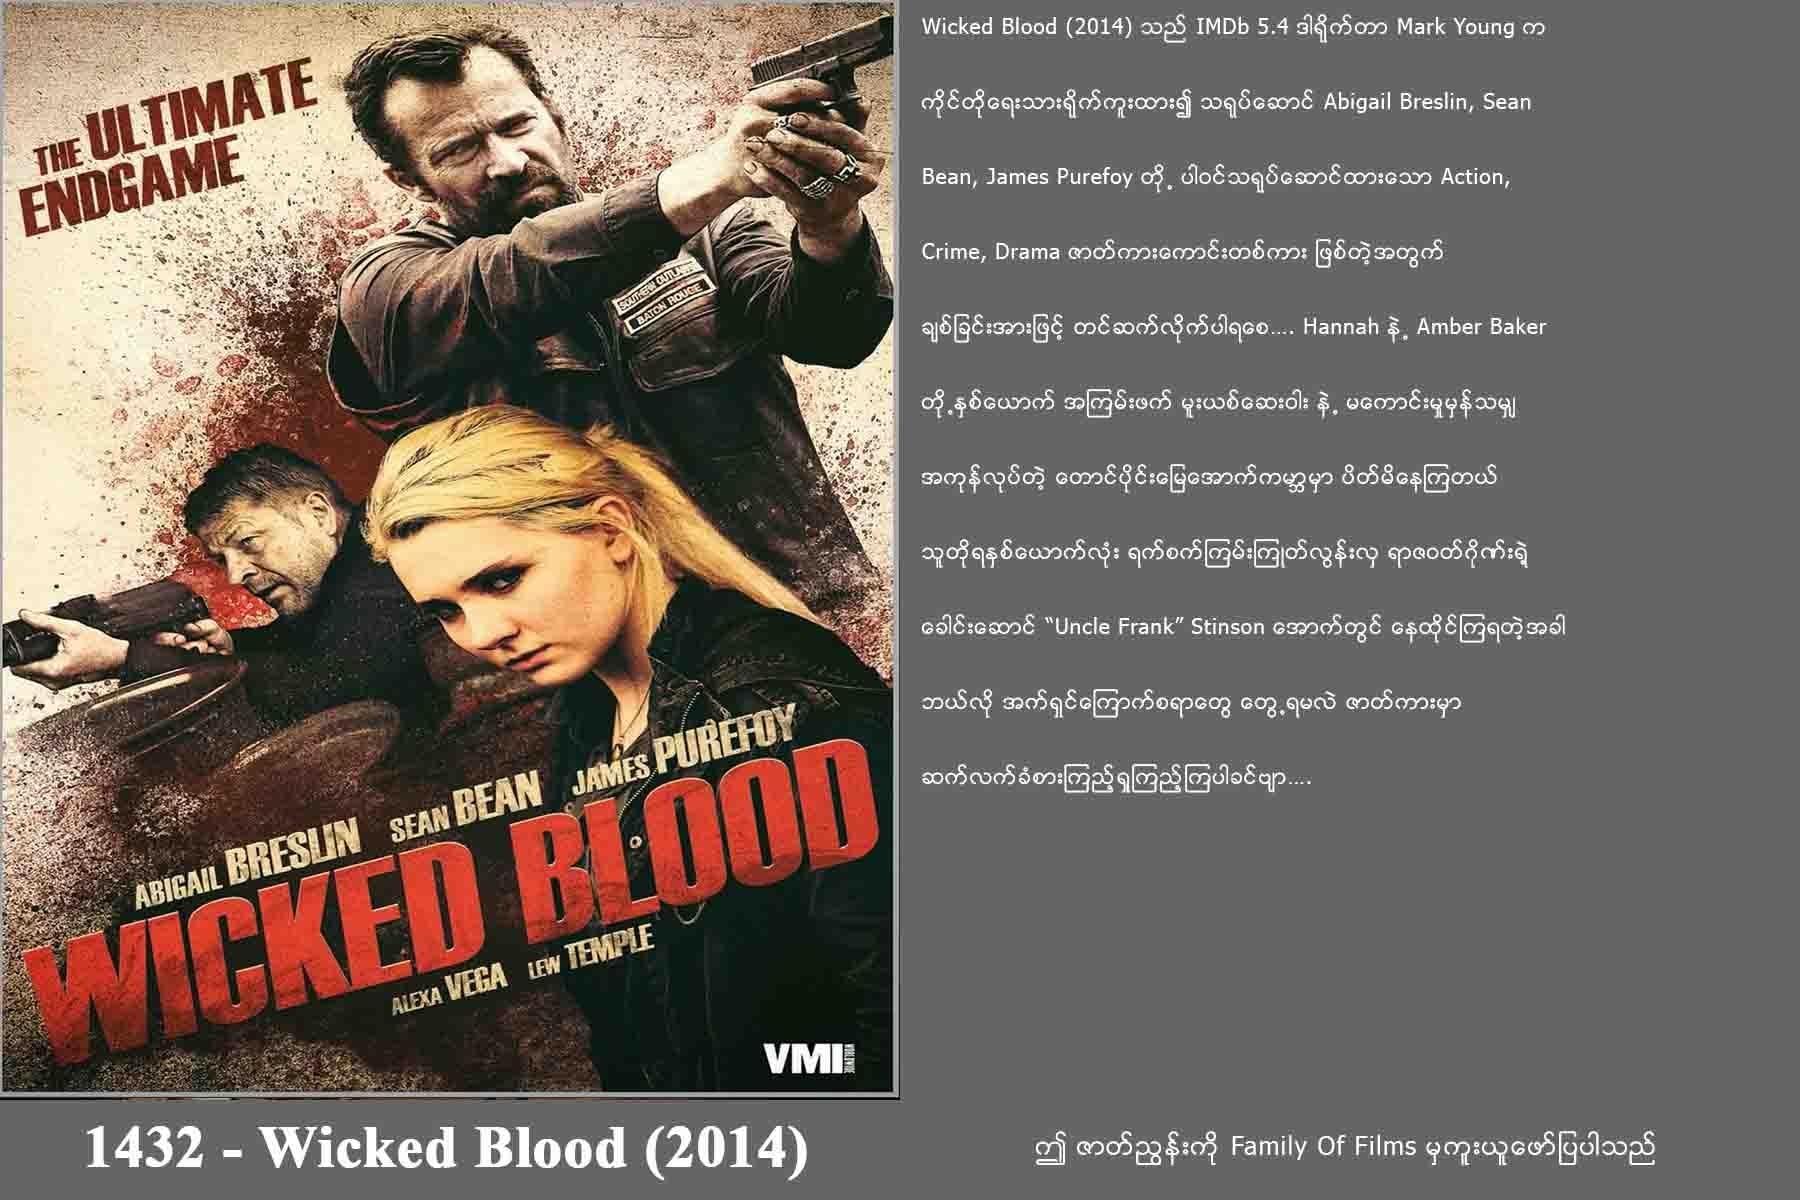 THE ULTIMATE
ENDGAME
SOUTHERN OUTLAWS
BATON ROUGE
ABIGAIL BRESLIN SEAN BEAN JAMES PUREFOY
WICKED BLOOD
ALEXA VEGA LEW TEMPLE
VMI WORLDWIDE
1432 - Wicked Blood (2014)
Wicked Blood (2014) သည် IMDb 5.4 ဒါရိုက်တာ Mark Young က
ကိုင်တိုရေးသားရိုက်ကူးထား၍ သရုပ်ဆောင် Abigail Breslin, Sean
Bean, James Purefoy တို့ ပါဝင်သရုပ်ဆောင်ထားသော Action,
Crime, Drama ဇာတ်ကားကောင်းတစ်ကား ဖြစ်တဲ့အတွက်
ချစ်ခြင်းအားဖြင့် တင်ဆက်လိုက်ပါရစေ.... Hannah နဲ့ Amber Baker
တို့နှစ်ယောက် အကြမ်းဖက် မူးယစ်ဆေးဝါး နဲ့ မကောင်းမှုမှန်သမျှ
အကုန်လုပ်တဲ့ တောင်ပိုင်းမြေအောက်ကမ္ဘာမှာ ပိတ်မိနေကြတယ်
သူတိုရနှစ်ယောက်လုံး ရက်စက်ကြမ်းကြုတ်လွန်းလှ ရာဇဝတ်ဂိုဏ်းရဲ့
ခေါင်းဆောင် “Uncle Frank” Stinson အောက်တွင် နေထိုင်ကြရတဲ့အခါ
ဘယ်လို အက်ရှင်ကြောက်စရာတွေ တွေ့ရမလဲ ဇာတ်ကားမှာ
ဆက်လက်ခံစားကြည့်ရှုကြည့်ကြပါခင်ဗျာ....
ဤ ဇာတ်ညွှန်းကို Family Of Films မှကူးယူဖော်ပြပါသည်